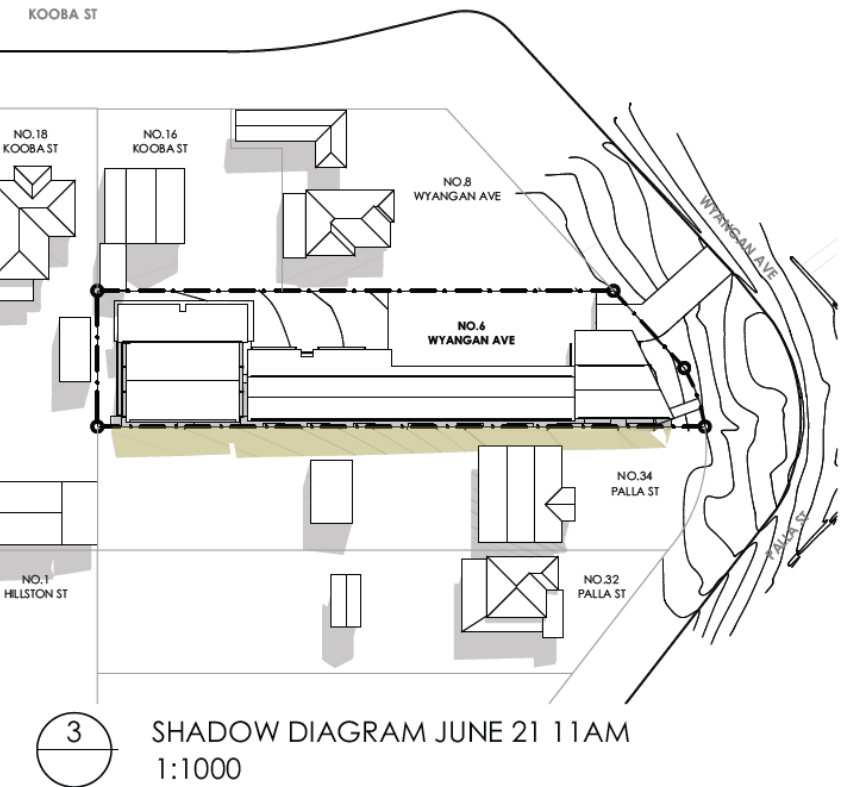 KOOBA ST
NO.18
KOOBA ST
NO.16
KOOBA ST
NO.8
WYANGAN AVE
WYANGAN AVE
NO.6
WYANGAN AVE
NO.34
PALLA ST
PALLA ST
NO.1
HILLSTON ST
NO.32
PALLA ST
3
SHADOW DIAGRAM JUNE 21 11AM
1:1000